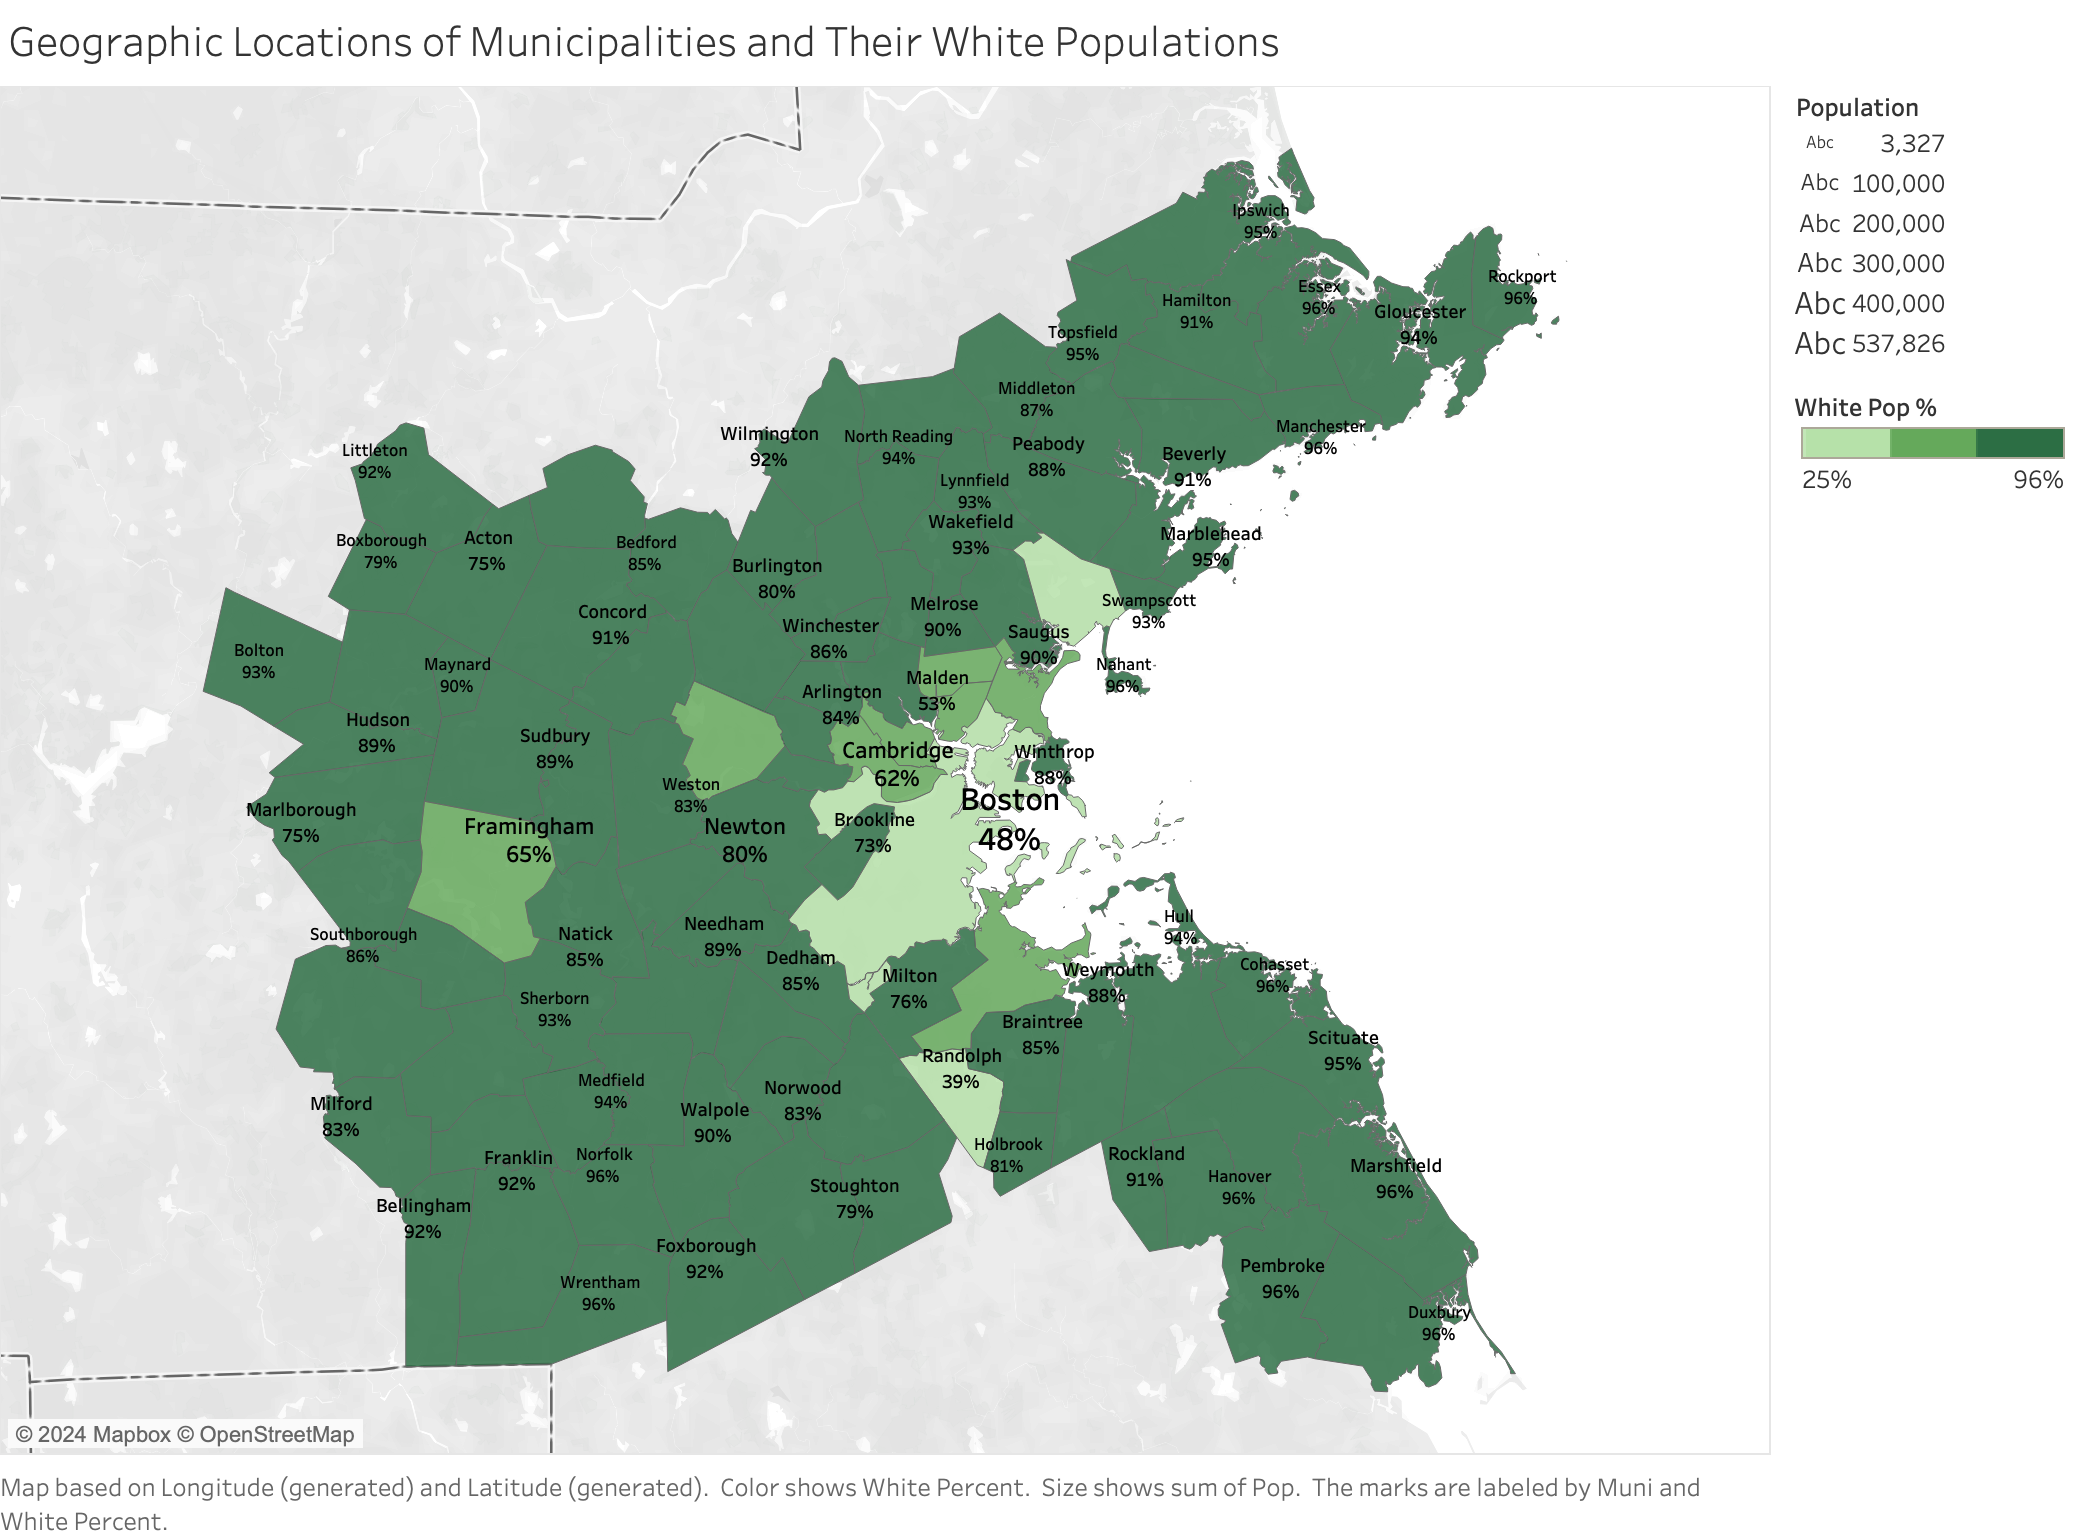 Geographic Locations of Municipalities and Their White Populations
Population
Abc 3,327
Abc 100,000
Abc 200,000
Abc 300,000
Abc 400,000
Abc 537,826
White Pop %
25% 96%
Ipswich
95%
Rockport
96%
Essex
96%
Hamilton
91%
Gloucester
94%
Topsfield
95%
Middleton
87%
Manchester
96%
Wilmington
92%
North Reading
94%
Peabody
88%
Beverly
91%
Littleton
92%
Lynnfield
93%
Wakefield
93%
Marblehead
95%
Boxborough
79%
Acton
75%
Bedford
85%
Burlington
80%
Swampscott
93%
Melrose
90%
Concord
91%
Winchester
86%
Saugus
90%
Bolton
93%
Maynard
90%
Nahant
96%
Malden
53%
Arlington
84%
Hudson
89%
Sudbury
89%
Cambridge
62%
Winthrop
88%
Weston
83%
Boston
48%
Marlborough
75%
Framingham
65%
Newton
80%
Brookline
73%
Hull
94%
Southborough
86%
Natick
85%
Needham
89%
Dedham
85%
Milton
76%
Weymouth
88%
Cohasset
96%
Sherborn
93%
Braintree
85%
Scituate
95%
Randolph
39%
Medfield
94%
Norwood
83%
Milford
83%
Walpole
90%
Holbrook
81%
Franklin
92%
Norfolk
96%
Rockland
91%
Hanover
96%
Marshfield
96%
Stoughton
79%
Bellingham
92%
Foxborough
92%
Pembroke
96%
Wrentham
96%
Duxbury
96%
© 2024 Mapbox © OpenStreetMap
Map based on Longitude (generated) and Latitude (generated). Color shows White Percent. Size shows sum of Pop. The marks are labeled by Muni and
White Percent.